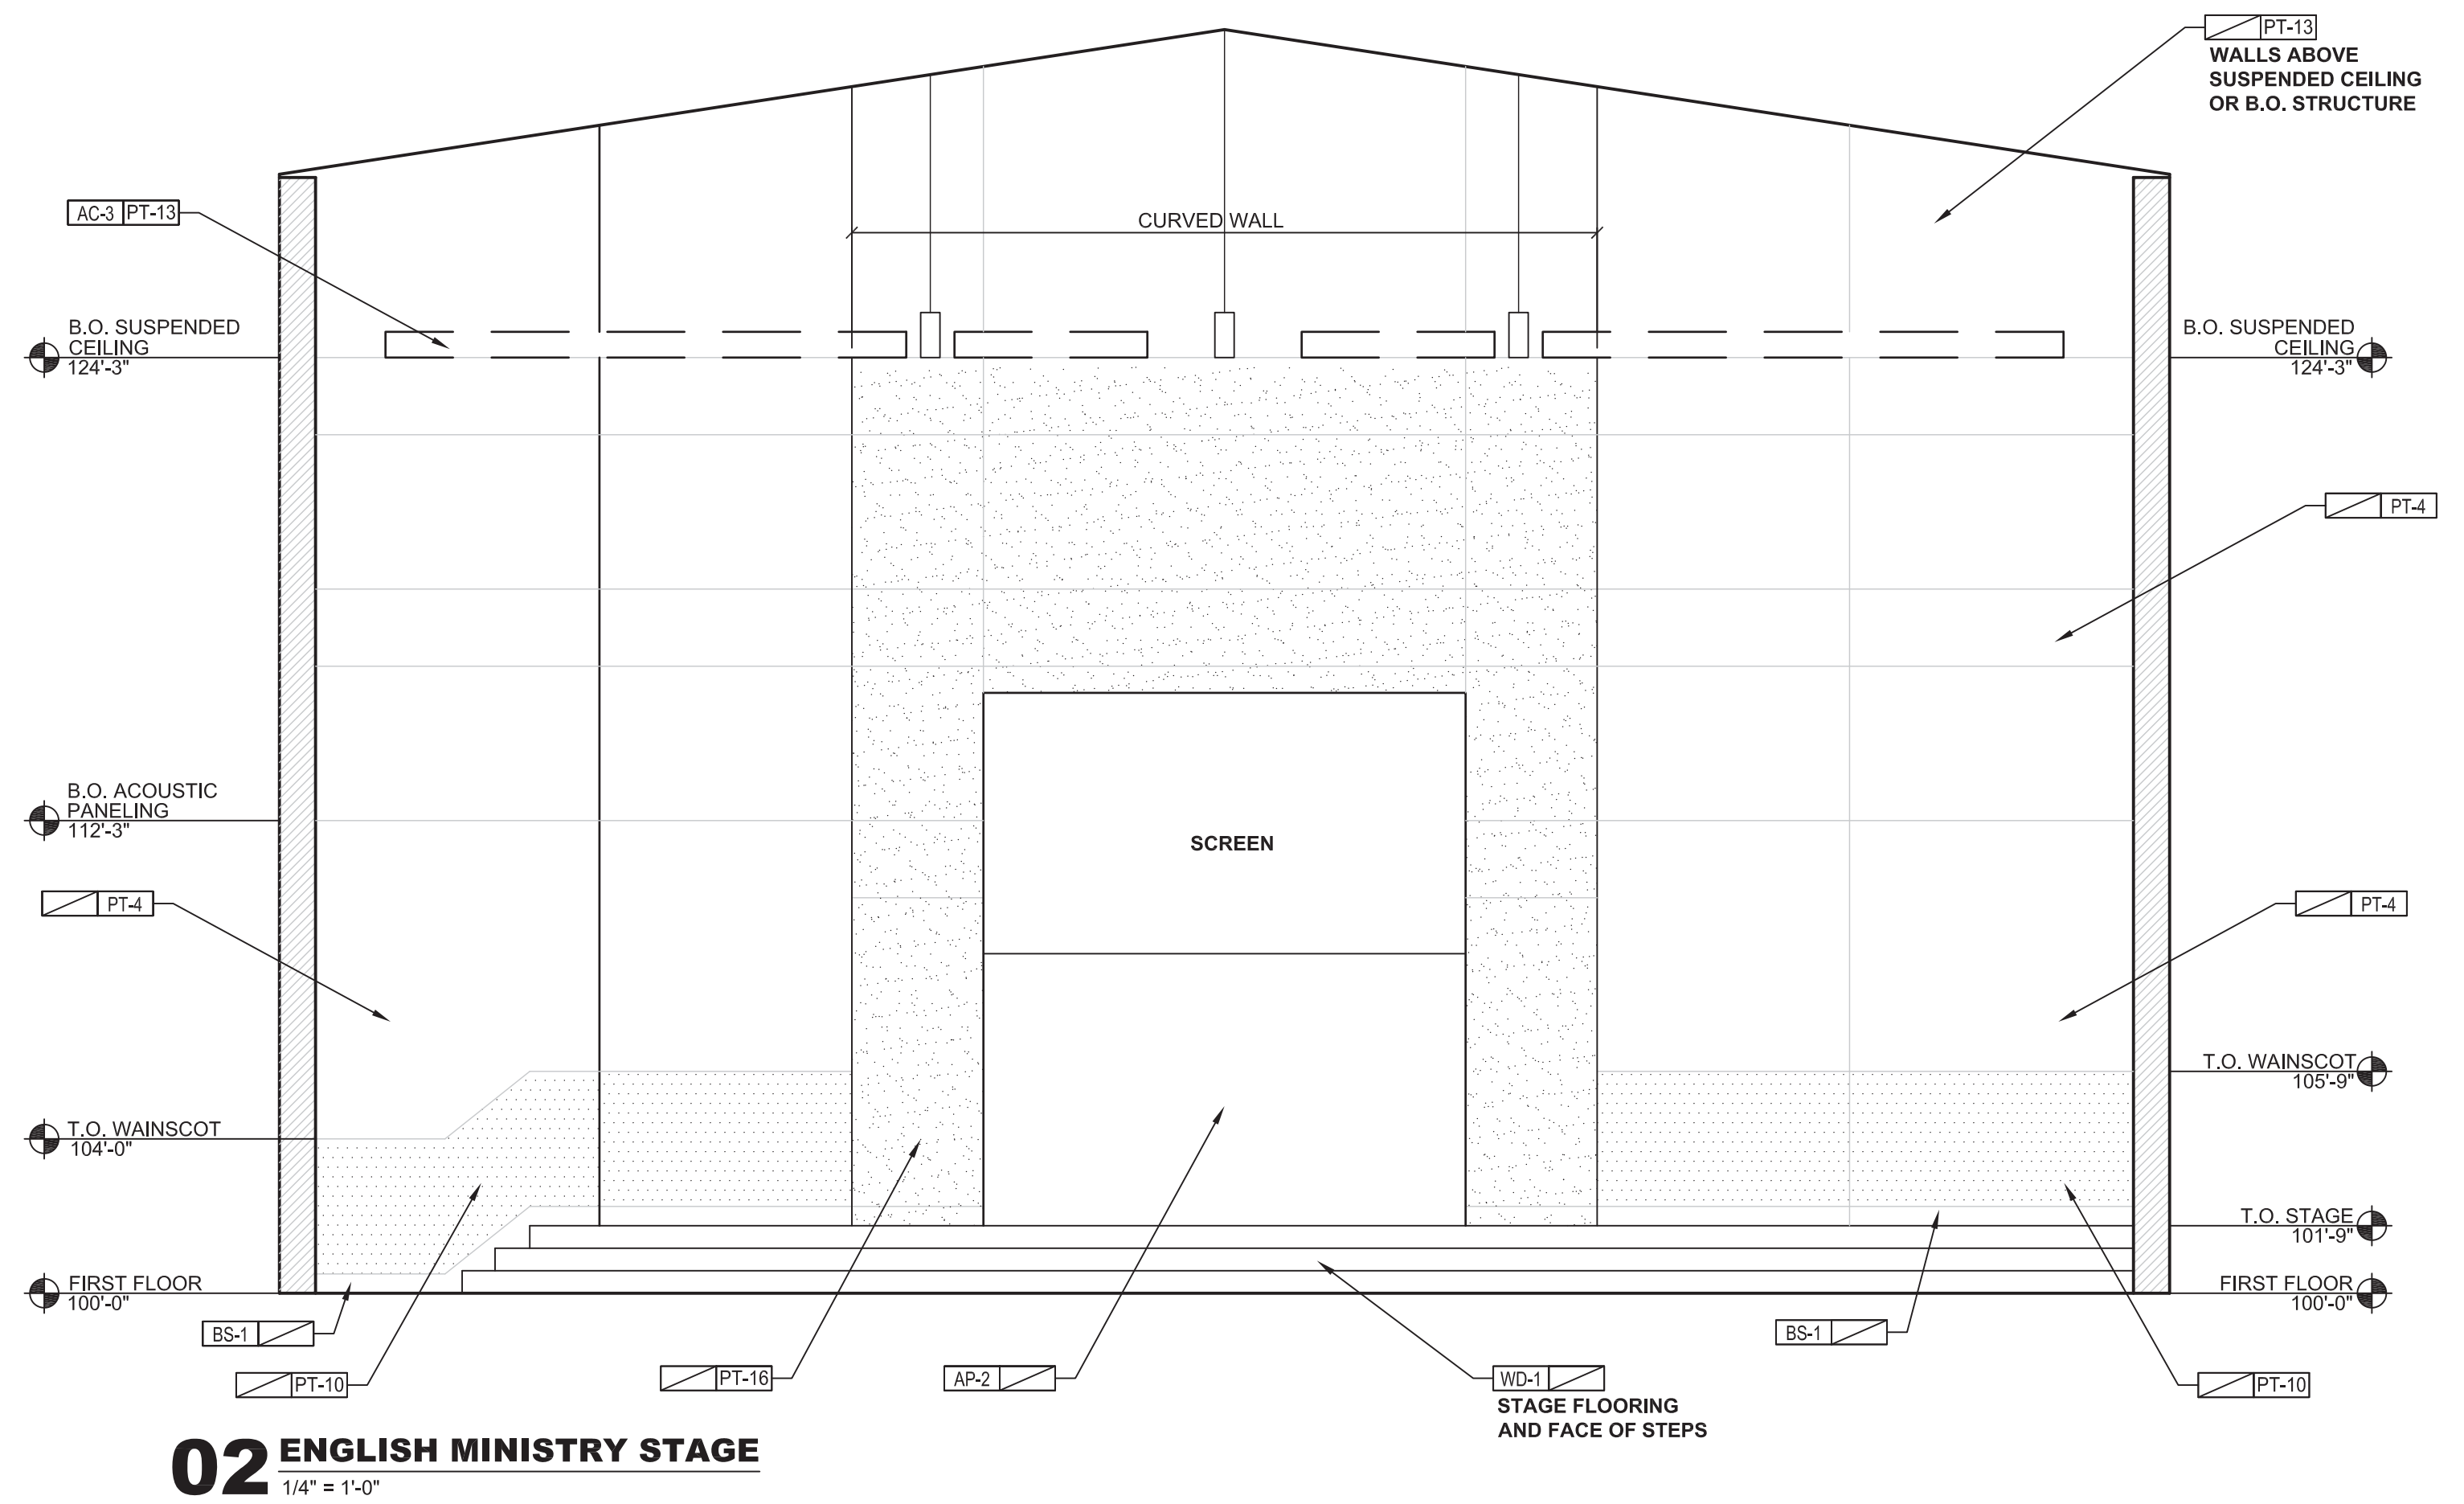 PT-13
WALLS ABOVE
SUSPENDED CEILING
OR B.O. STRUCTURE
AC-3 PT-13
CURVED WALL
B.O. SUSPENDED
CEILING
124'-3"
B.O. SUSPENDED
CEILING
124'-3"
PT-4
B.O. ACOUSTIC
PANELING
112'-3"
SCREEN
PT-4
PT-4
T.O. WAINSCOT
105'-9"
T.O. WAINSCOT
104'-0"
T.O. STAGE
101'-9"
FIRST FLOOR
100'-0"
FIRST FLOOR
100'-0"
BS-1
BS-1
PT-10
PT-16
AP-2
WD-1
STAGE FLOORING
AND FACE OF STEPS
PT-10
02 ENGLISH MINISTRY STAGE
1/4" = 1'-0"